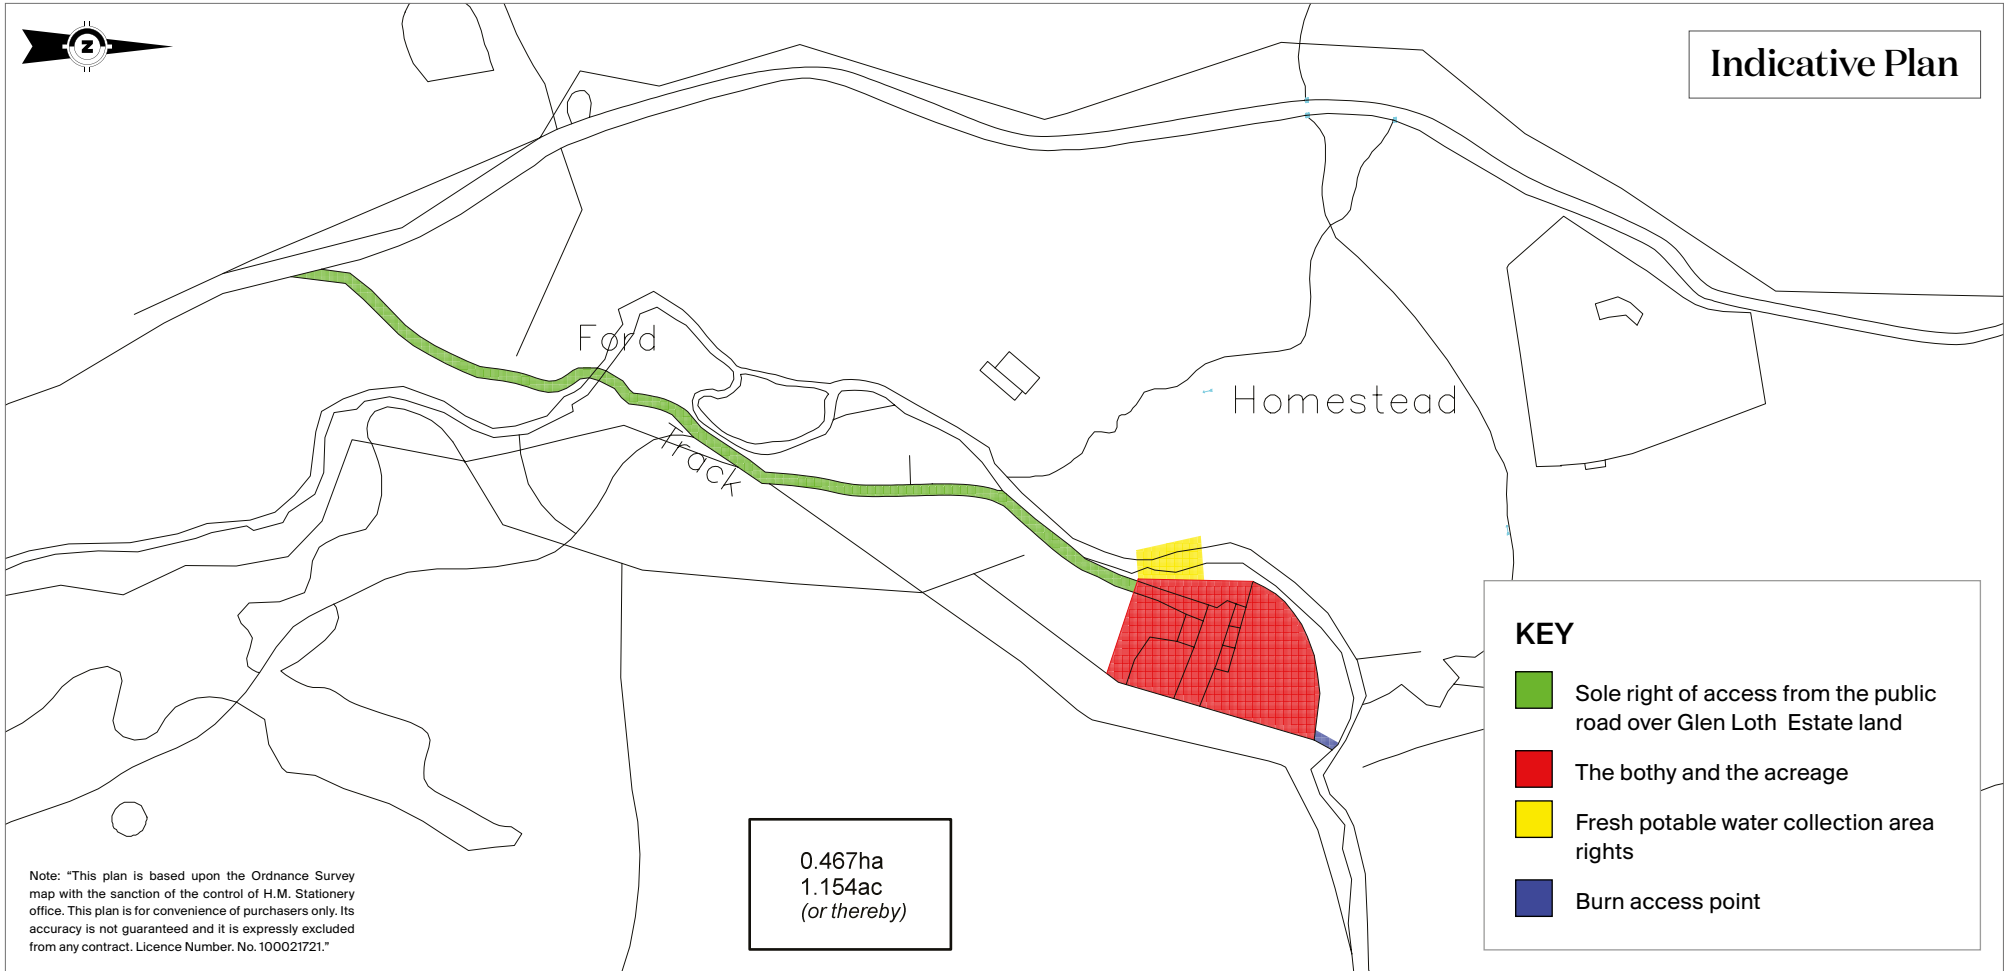 Z
Indicative Plan
Ford
Track
Homestead
KEY
Sole right of access from the public
road over Glen Loth Estate land
The bothy and the acreage
Fresh potable water collection area
rights
Burn access point
0.467ha
1.154ac
(or thereby)
Note: “This plan is based upon the Ordnance Survey
map with the sanction of the control of H.M. Stationery
office. This plan is for convenience of purchasers only. Its
accuracy is not guaranteed and it is expressly excluded
from any contract. Licence Number. No. 100021721.”